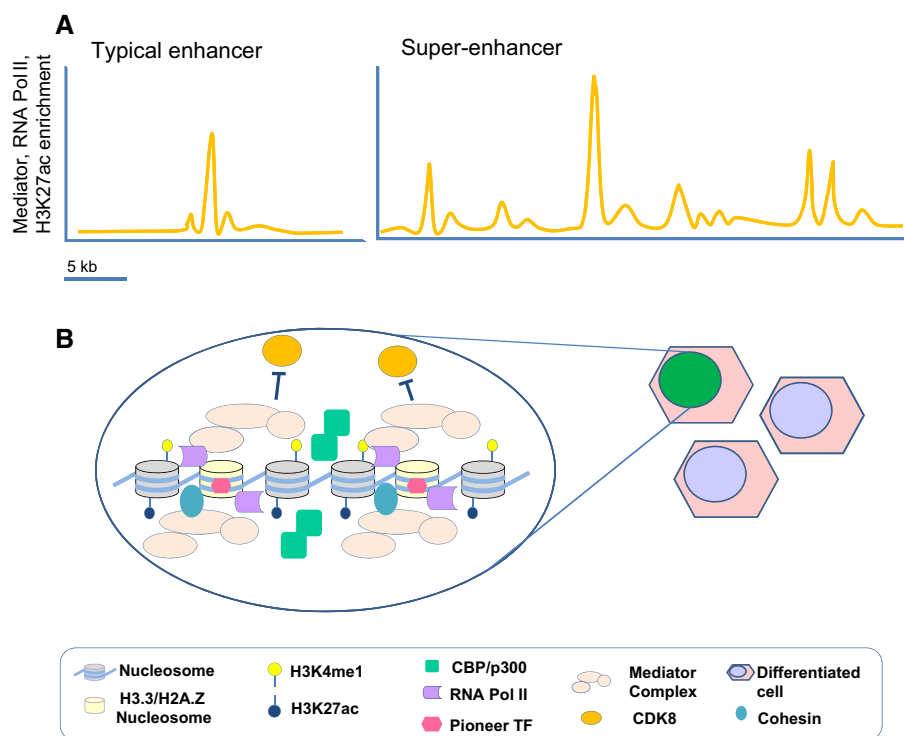 A
Typical enhancer
Super-enhancer
Mediator, RNA Pol II,
H3K27ac enrichment
5 kb
B
Nucleosome
H3.3/H2A.Z
Nucleosome
H3K4me1
H3K27ac
CBP/p300
RNA Pol II
Pioneer TF
Mediator
Complex
CDK8
Differentiated
cell
Cohesin